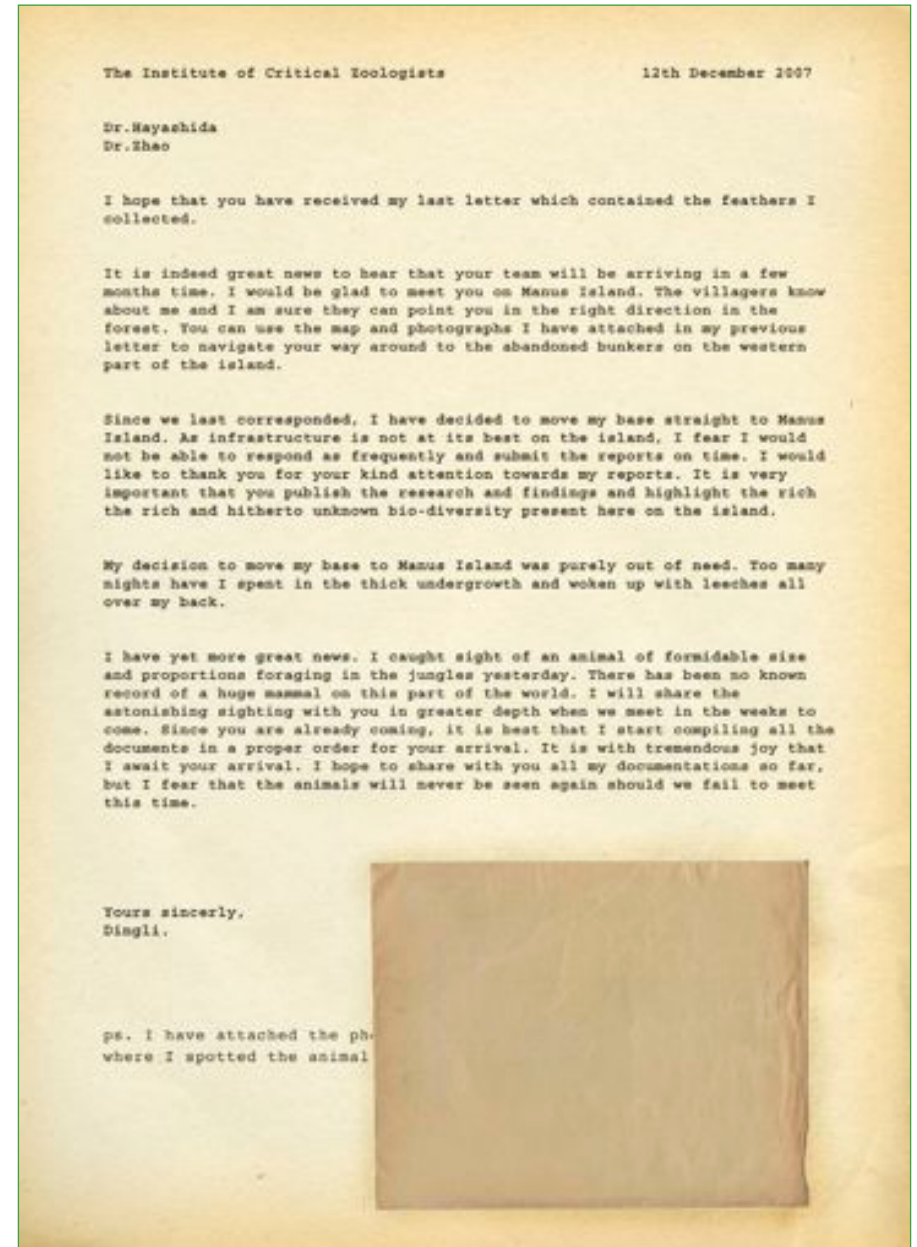 The Institute of Critical Zoologists 12th December 2007
Dr.Hayashida
Dr.Zhao
I hope that you have received my last letter which contained the feathers I
collected.
It is indeed great news to hear that your team will be arriving in a few
months time. I would be glad to meet you on Manus Island. The villagers know
about me and I am sure they can point you in the right direction in the
forest. You can use the map and photographs I have attached in my previous
letter to navigate your way around to the abandoned bunkers on the western
part of the island.
Since we last corresponded, I have decided to move my base straight to Manus
Island. As infrastructure is not at its best on the island, I fear I would
not be able to respond as frequently and submit the reports on time. I would
like to thank you for your kind attention towards my reports. It is very
important that you publish the research and findings and highlight the rich
the rich and hitherto unknown bio-diversity present here on the island.
My decision to move my base to Manus Island was purely out of need. Too many
nights have I spent in the thick undergrowth and woken up with leeches all
over my back.
I have yet more great news. I caught sight of an animal of formidable size
and proportions foraging in the jungles yesterday. There has been no known
record of a huge mammal on this part of the world. I will share the
astonishing sighting with you in greater depth when we meet in the weeks to
come. Since you are already coming, it is best that I start compiling all the
documents in a proper order for your arrival. It is with tremendous joy that
I await your arrival. I hope to share with you all my documentations so far,
but I fear that the animals will never be seen again should we fail to meet
this time.
Yours sincerly,
Dingli.
ps. I have attached the
where I spotted the animal